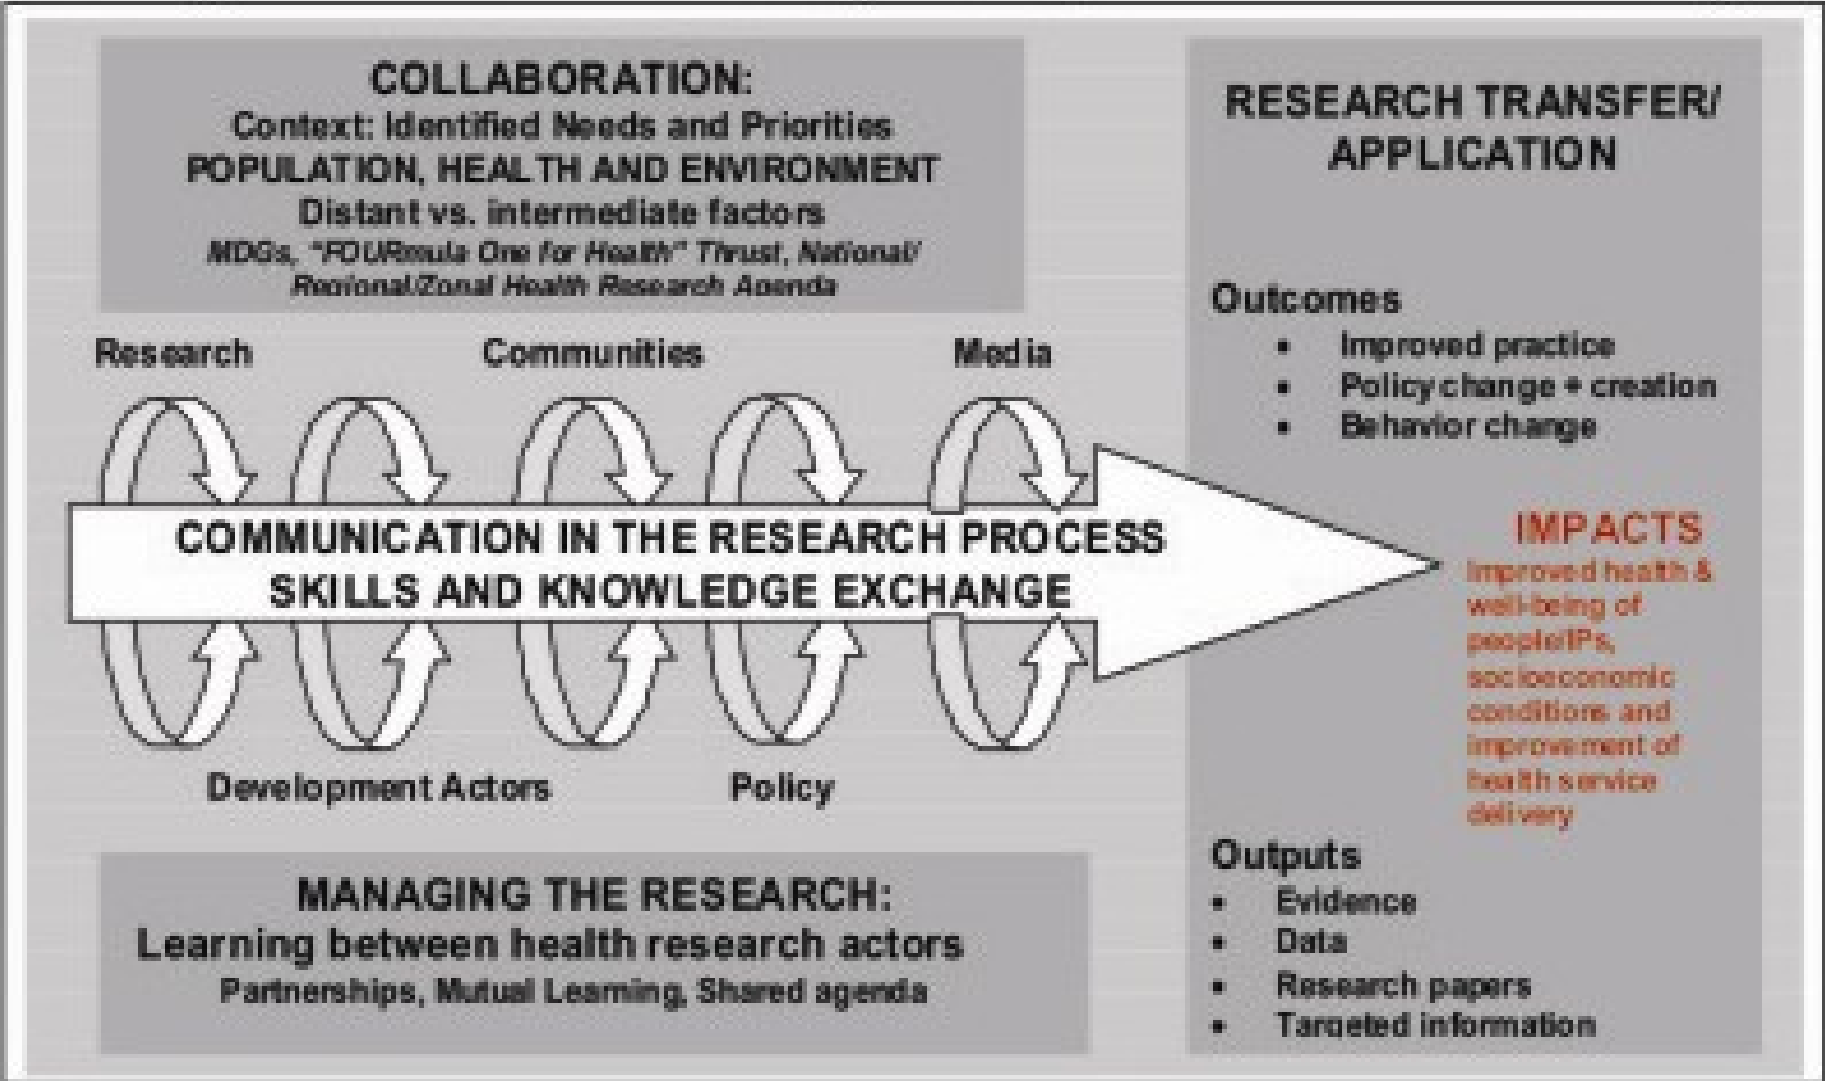 COLLABORATION:
Context: Identified Needs and Priorities
POPULATION, HEALTH AND ENVIRONMENT
Distant vs. intermediate factors
MDGs, "FOURmula One for Health" Thrust, National/
Regional/Zonal Health Research Agenda
Research
Communities
Media
COMMUNICATION IN THE RESEARCH PROCESS
SKILLS AND KNOWLEDGE EXCHANGE
Development Actors
Policy
MANAGING THE RESEARCH:
Learning between health research actors
Partnerships, Mutual Learning, Shared agenda
RESEARCH TRANSFER/
APPLICATION
Outcomes
• Improved practice
• Policy change + creation
• Behavior change
IMPACTS
Improved health &
well-being of
people/IPs,
socioeconomic
conditions and
improvement of
health service
delivery
Outputs
• Evidence
• Data
• Research papers
• Targeted information